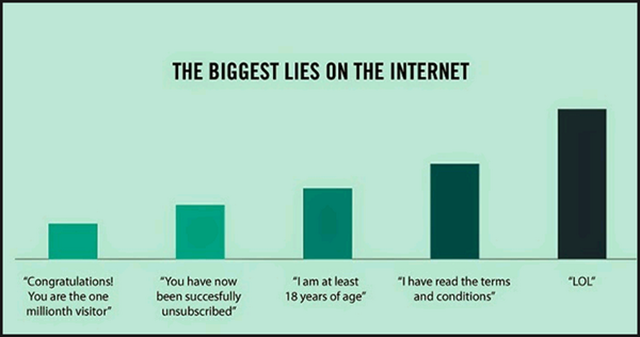 THE BIGGEST LIES ON THE INTERNET
“Congratulations!
You are the one
millionth visitor”
“You have now
been succesfully
unsubscribed”
“I am at least
18 years of age”
“I have read the terms
and conditions”
“LOL”